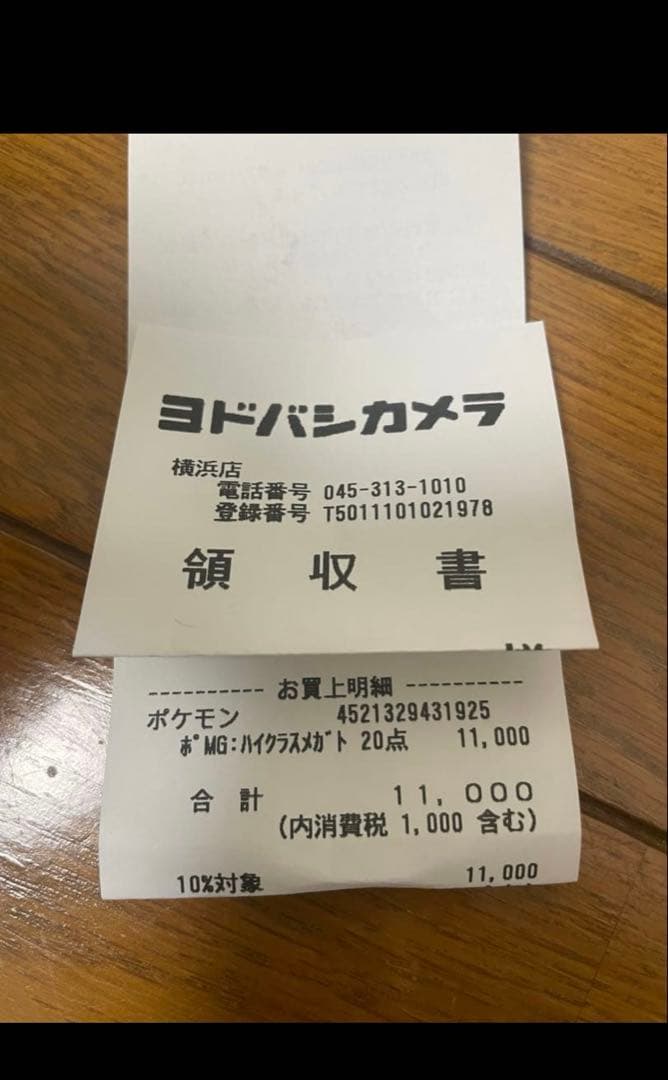 ヨドバシカメラ
横浜店
電話番号 045-313-1010
登録番号 T5011101021978
領 収 書
---------- お買上明細 ----------
ポケモン 4521329431925
ポMG:ハイクラスメガト 20点 11,000
合 計 11,000
(内消費税 1,000 含む)
10%対象 11,000